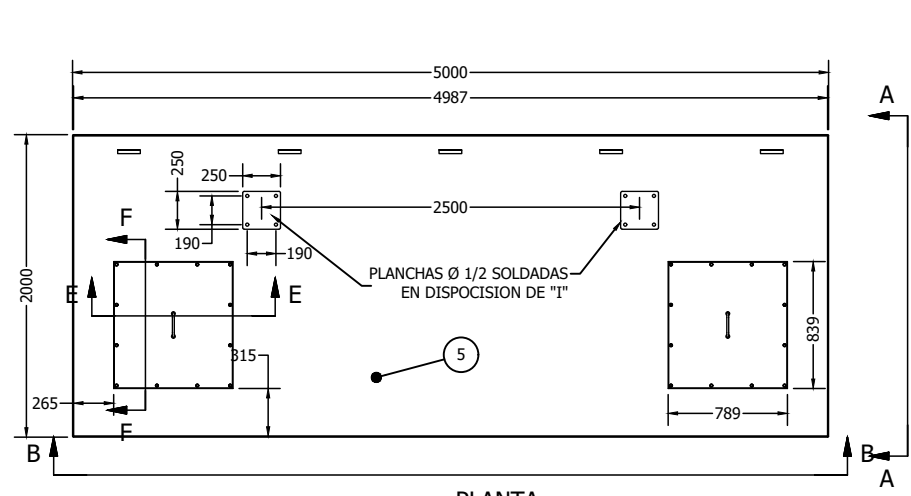 5000
4987
A
250
250
2500
F
190
190
PLANCHAS Ø 1/2 SOLDADAS
EN DISPOCISION DE "I"
E
E
2000
839
315
5
265
789
F
B
B
A
PLANTA